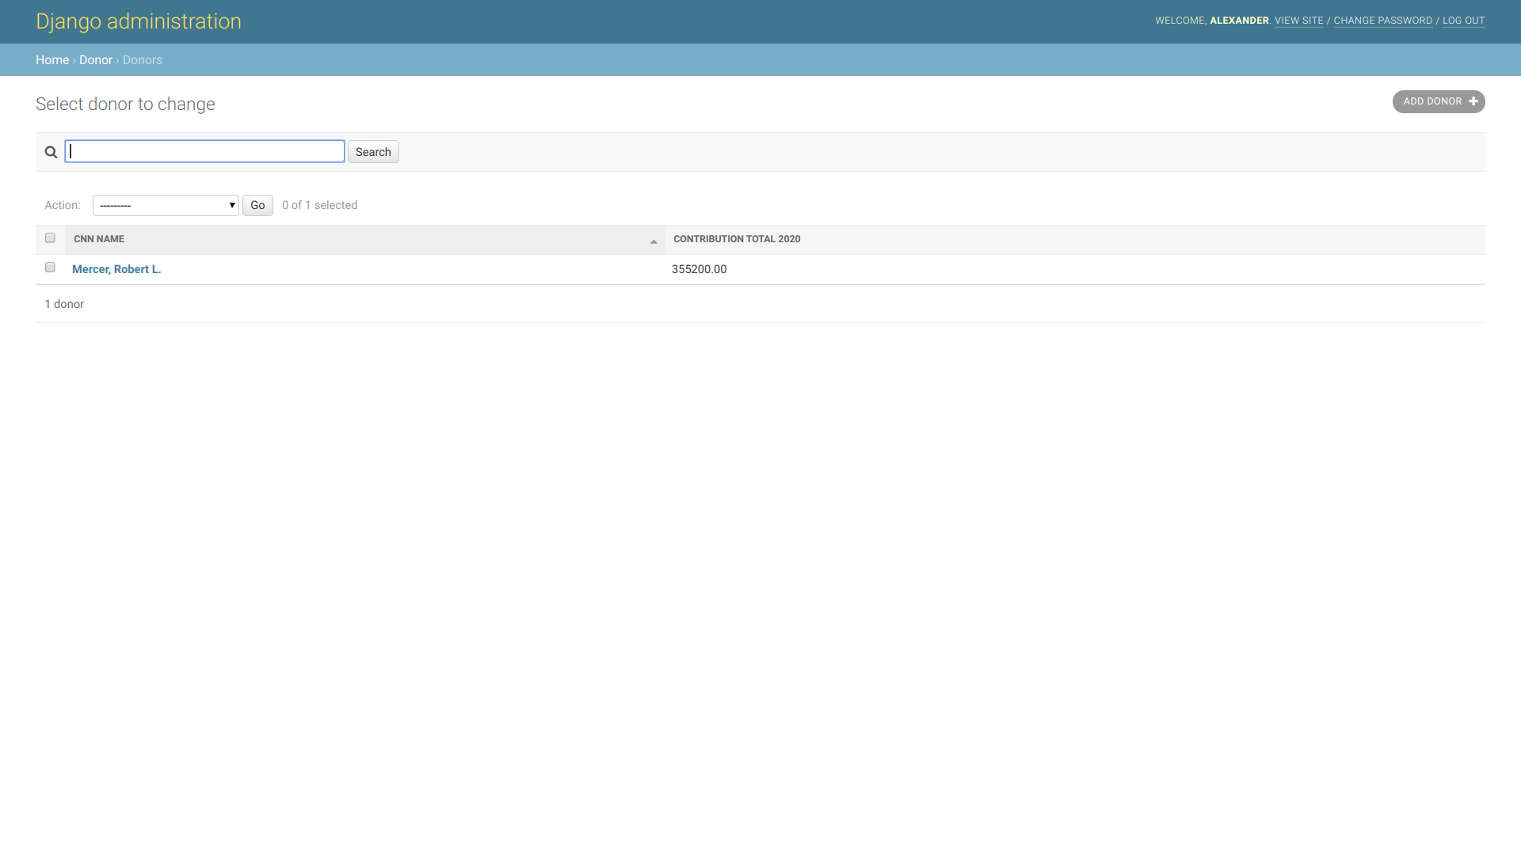 Django administration
WELCOME, ALEXANDER. VIEW SITE / CHANGE PASSWORD / LOG OUT
Home › Donor › Donors
Select donor to change
ADD DONOR +
Search
Action: --------- Go 0 of 1 selected
CNN NAME CONTRIBUTION TOTAL 2020
Mercer, Robert L. 355200.00
1 donor